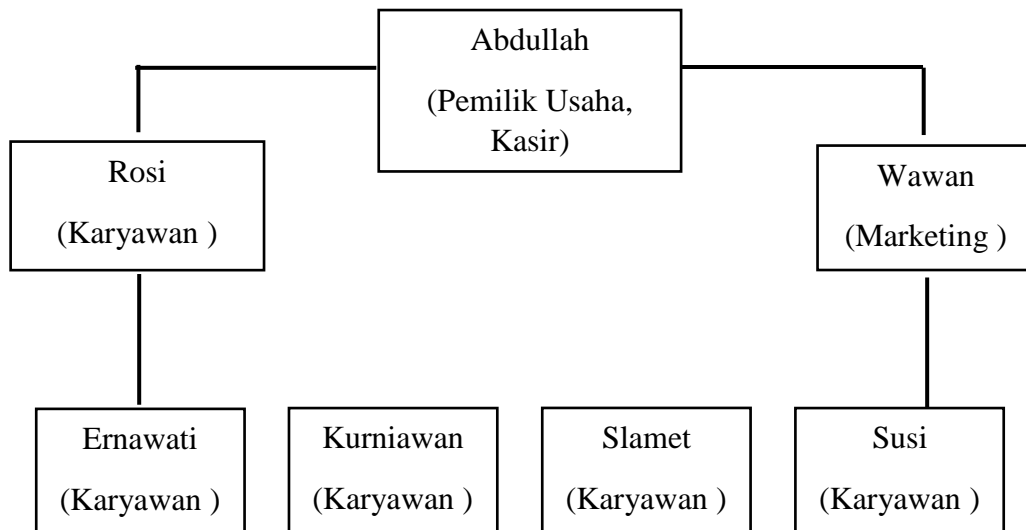 Abdullah
(Pemilik Usaha,
Kasir)
Rosi
(Karyawan )
Wawan
(Marketing )
Ernawati
(Karyawan )
Kurniawan
(Karyawan )
Slamet
(Karyawan )
Susi
(Karyawan )